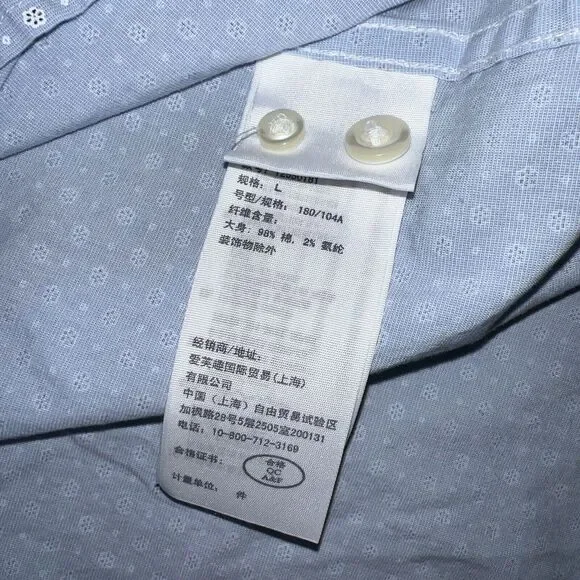 规格: L
号型/规格: 180/104A
纤维含量:
大身: 98% 棉, 2% 氨纶
装饰物除外
经销商/地址:
爱芙趣国际贸易(上海)
有限公司
中国 (上海) 自由贸易试验区
加枫路28号5层2505室200131
电话: 10-800-712-3169
合格证书:
合格
QC
A&F
计量单位: 件